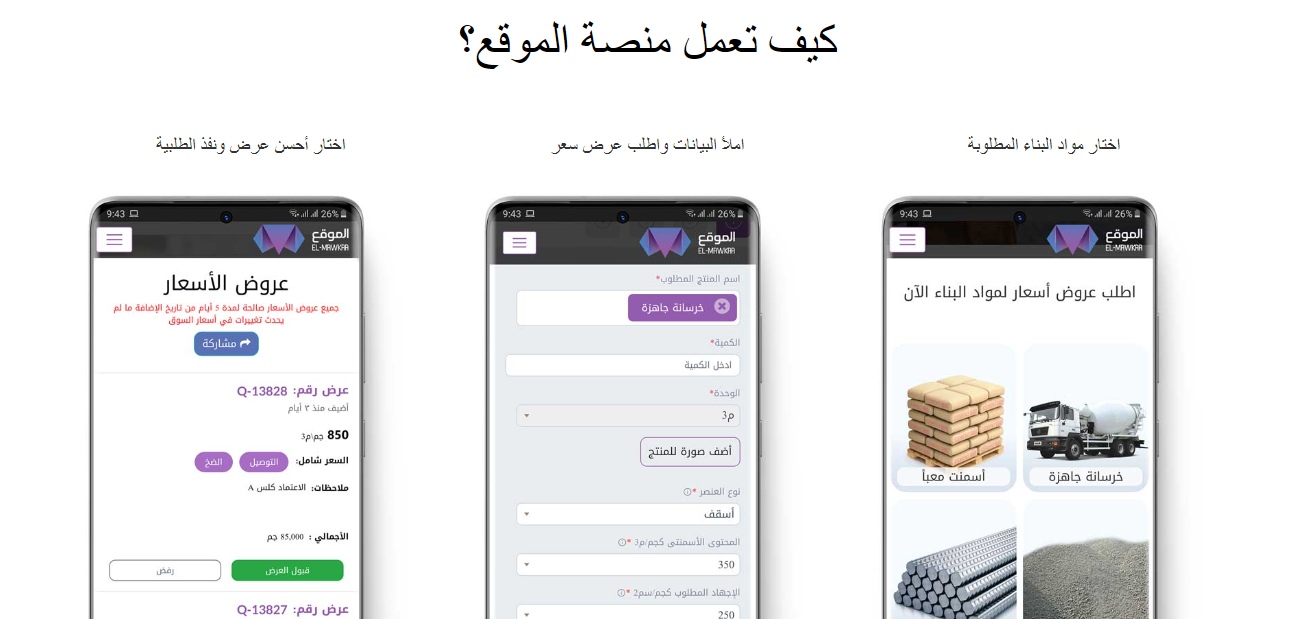 كيف تعمل منصة الموقع؟
اختار مواد البناء المطلوبة
9:43
26%
الموقع
EL-MAWKAA
اطلب عروض أسعار لمواد البناء الآن
خرسانة جاهزة
أسمنت معبأ
املأ البيانات واطلب عرض سعر
9:43
26%
الموقع
EL-MAWKAA
اسم المنتج المطلوب*
خرسانة جاهزة
الكمية*
ادخل الكمية
الوحدة*
م3
أضف صورة للمنتج
نوع العنصر *
أسقف
المحتوى الأسمنتى كجم/م3 *
350
الإجهاد المطلوب كجم/سم2 *
250
اختار أحسن عرض ونفذ الطلبية
9:43
26%
الموقع
EL-MAWKAA
عروض الأسعار
جميع عروض الأسعار صالحة لمدة 5 أيام من تاريخ الإضافة ما لم
يحدث تغييرات في أسعار السوق
مشاركة
عرض رقم: Q-13828
أضيف منذ ٣ أيام
850 جم/م3
السعر شامل: التوصيل الضخ
ملاحظات: الاعتماد كلس A
الأجمالي : 85,000 جم
قبول العرض
رفض
عرض رقم: Q-13827